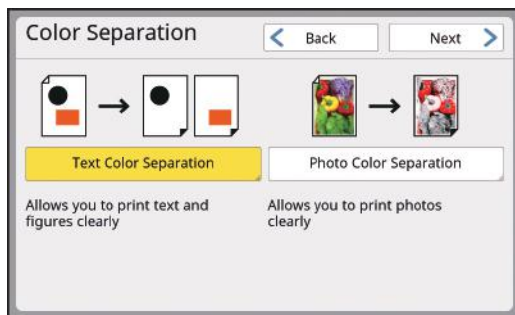 Color Separation
Back
Next
Text Color Separation
Photo Color Separation
Allows you to print text and
figures clearly
Allows you to print photos
clearly